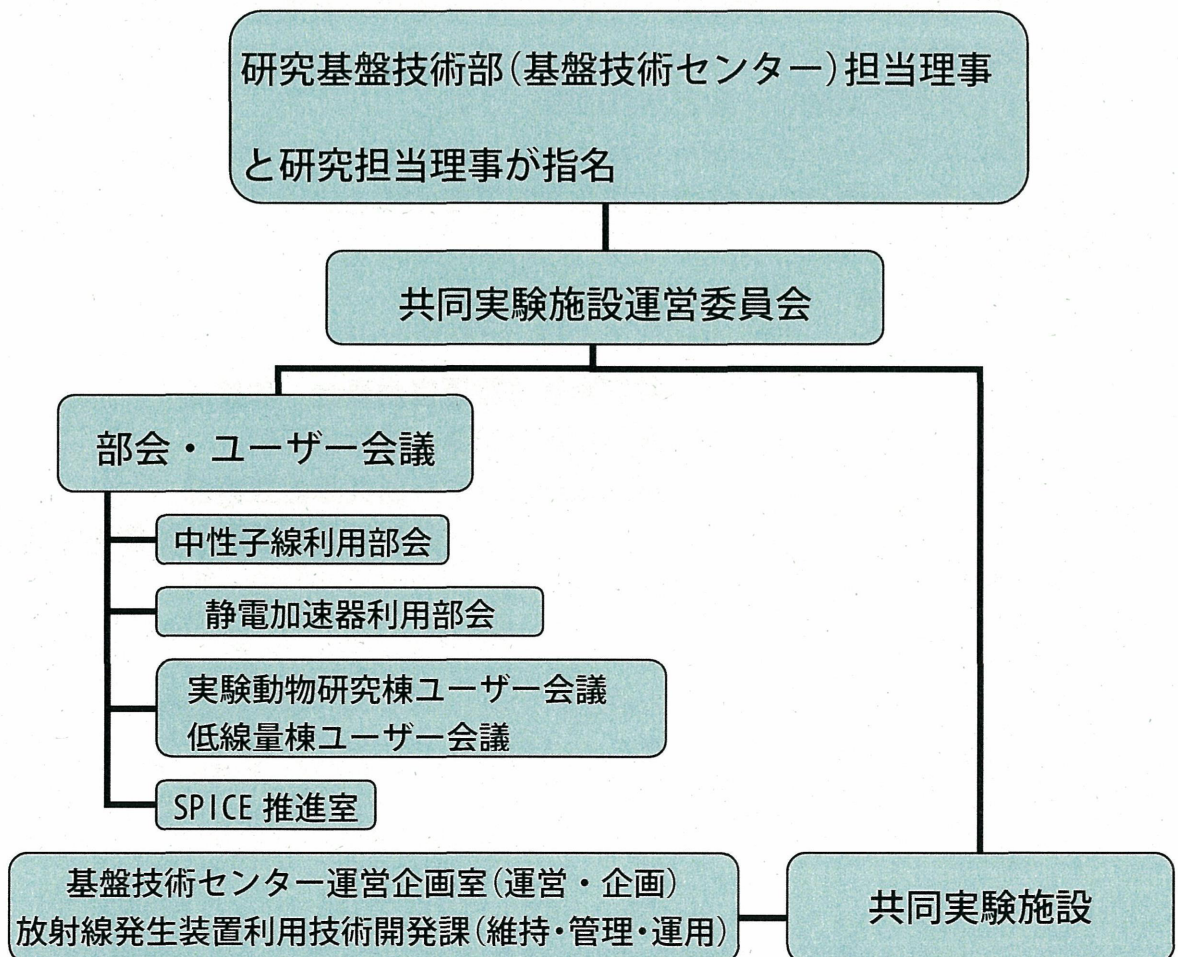 研究基盤技術部(基盤技術センター)担当理事
と研究担当理事が指名
共同実験施設運営委員会
部会・ユーザー会議
中性子線利用部会
静電加速器利用部会
実験動物研究棟ユーザー会議
低線量棟ユーザー会議
SPICE 推進室
基盤技術センター運営企画室(運営・企画)
放射線発生装置利用技術開発課(維持・管理・運用)
共同実験施設